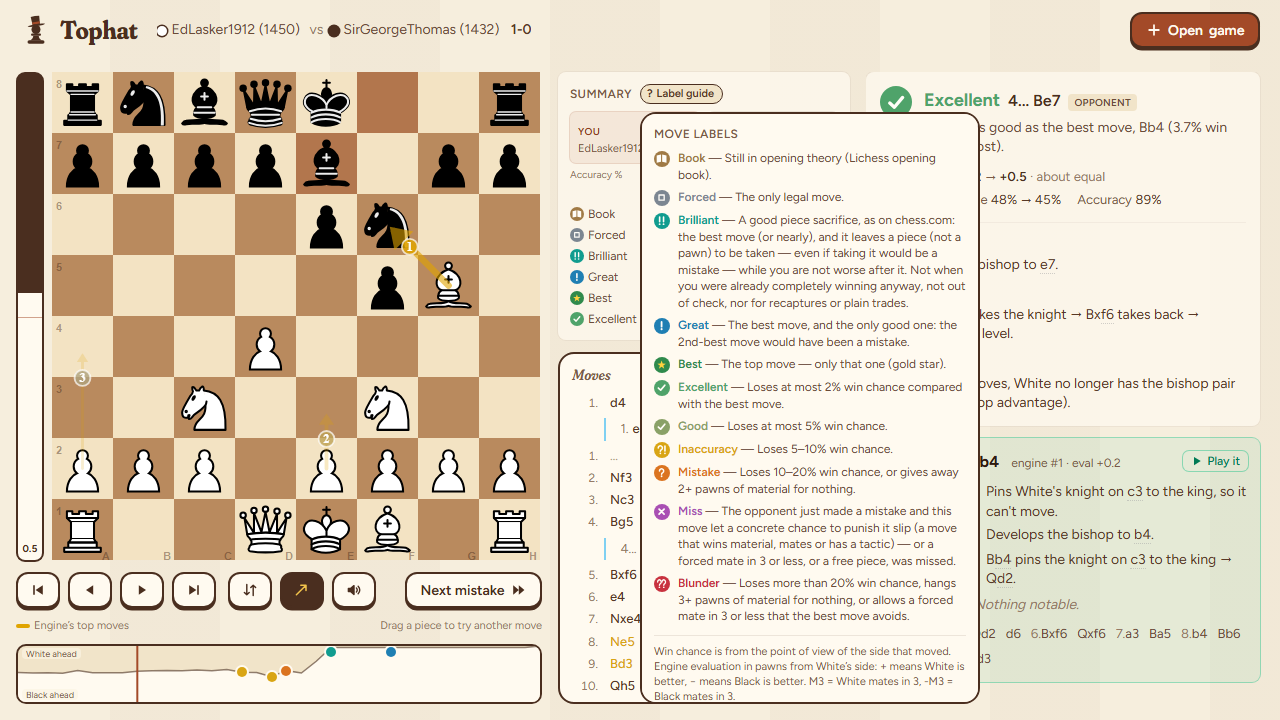 Tophat
EdLasker1912 (1450) vs SirGeorgeThomas (1432) 1-0
+ Open game
8
7
6
5
4
3
2
1
A B C D E F G H
1
2
3
0.5
Next mistake
Engine's top moves
Drag a piece to try another move
White ahead
Black ahead
SUMMARY
? Label guide
YOU
EdLasker1912
Accuracy %
Book
Forced
Brilliant
Great
Best
Excellent
Moves
1. d4
1. e
1. ...
2. Nf3
3. Nc3
4. Bg5
4...
5. Bxf6
6. e4
7. Nxe4
8. Ne5
9. Bd3
10. Qh5
MOVE LABELS
Book — Still in opening theory (Lichess opening
book).
Forced — The only legal move.
!! Brilliant — A good piece sacrifice, as on chess.com:
the best move (or nearly), and it leaves a piece (not a
pawn) to be taken — even if taking it would be a
mistake — while you are not worse after it. Not when
you were already completely winning anyway, not out
of check, nor for recaptures or plain trades.
! Great — The best move, and the only good one: the
2nd-best move would have been a mistake.
Best — The top move — only that one (gold star).
Excellent — Loses at most 2% win chance compared
with the best move.
Good — Loses at most 5% win chance.
?! Inaccuracy — Loses 5–10% win chance.
? Mistake — Loses 10–20% win chance, or gives away
2+ pawns of material for nothing.
Miss — The opponent just made a mistake and this
move let a concrete chance to punish it slip (a move
that wins material, mates or has a tactic) — or a
forced mate in 3 or less, or a free piece, was missed.
?? Blunder — Loses more than 20% win chance, hangs
3+ pawns of material for nothing, or allows a forced
mate in 3 or less that the best move avoids.
Win chance is from the point of view of the side that moved.
Engine evaluation in pawns from White's side: + means White is
better, − means Black is better. M3 = White mates in 3, -M3 =
Black mates in 3.
Excellent 4... Be7 OPPONENT
s good as the best move, Bb4 (3.7% win
ost).
→ +0.5 · about equal
e 48% → 45% Accuracy 89%
bishop to e7.
kes the knight → Bxf6 takes back →
level.
oves, White no longer has the bishop pair
op advantage).
b4 engine #1 · eval +0.2
Play it
Pins White's knight on c3 to the king, so it
can't move.
Develops the bishop to b4.
Bb4 pins the knight on c3 to the king →
Qd2.
Nothing notable.
d2 d6 6.Bxf6 Qxf6 7.a3 Ba5 8.b4 Bb6
d3